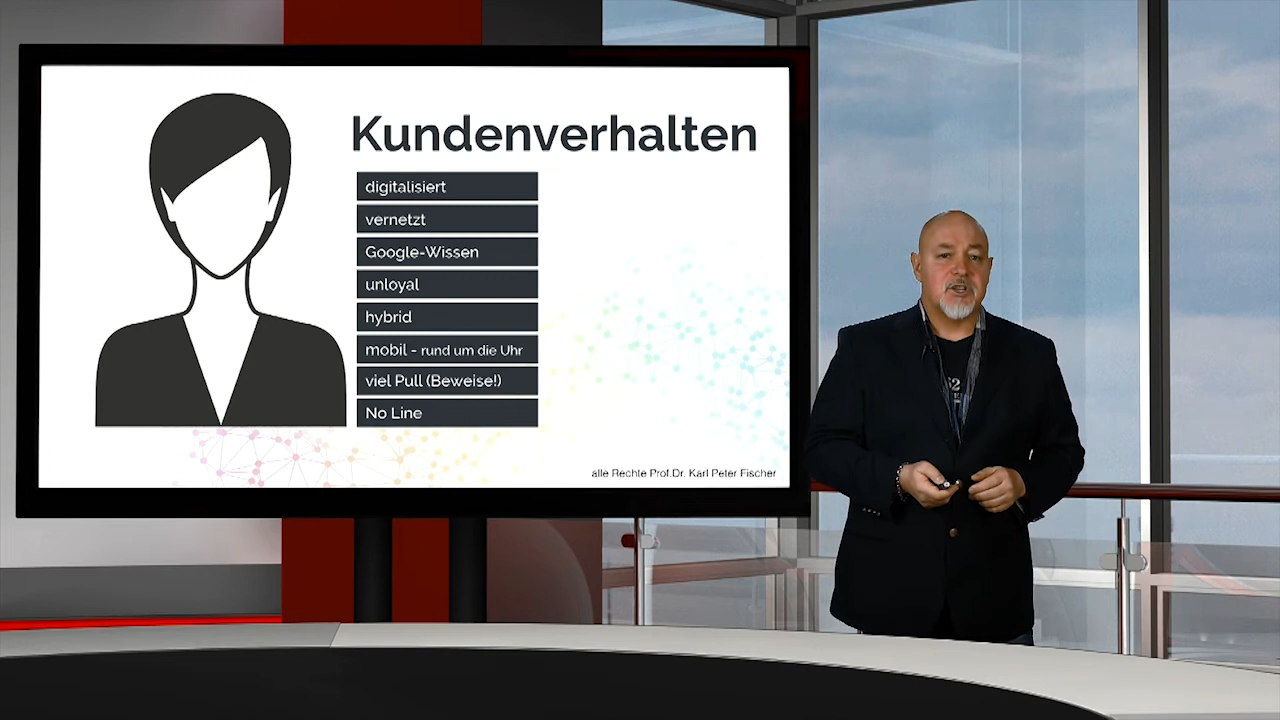 Kundenverhalten
digitalisiert
vernetzt
Google-Wissen
unloyal
hybrid
mobil - rund um die Uhr
viel Pull (Beweise!)
No Line
alle Rechte Prof.Dr. Karl Peter Fischer